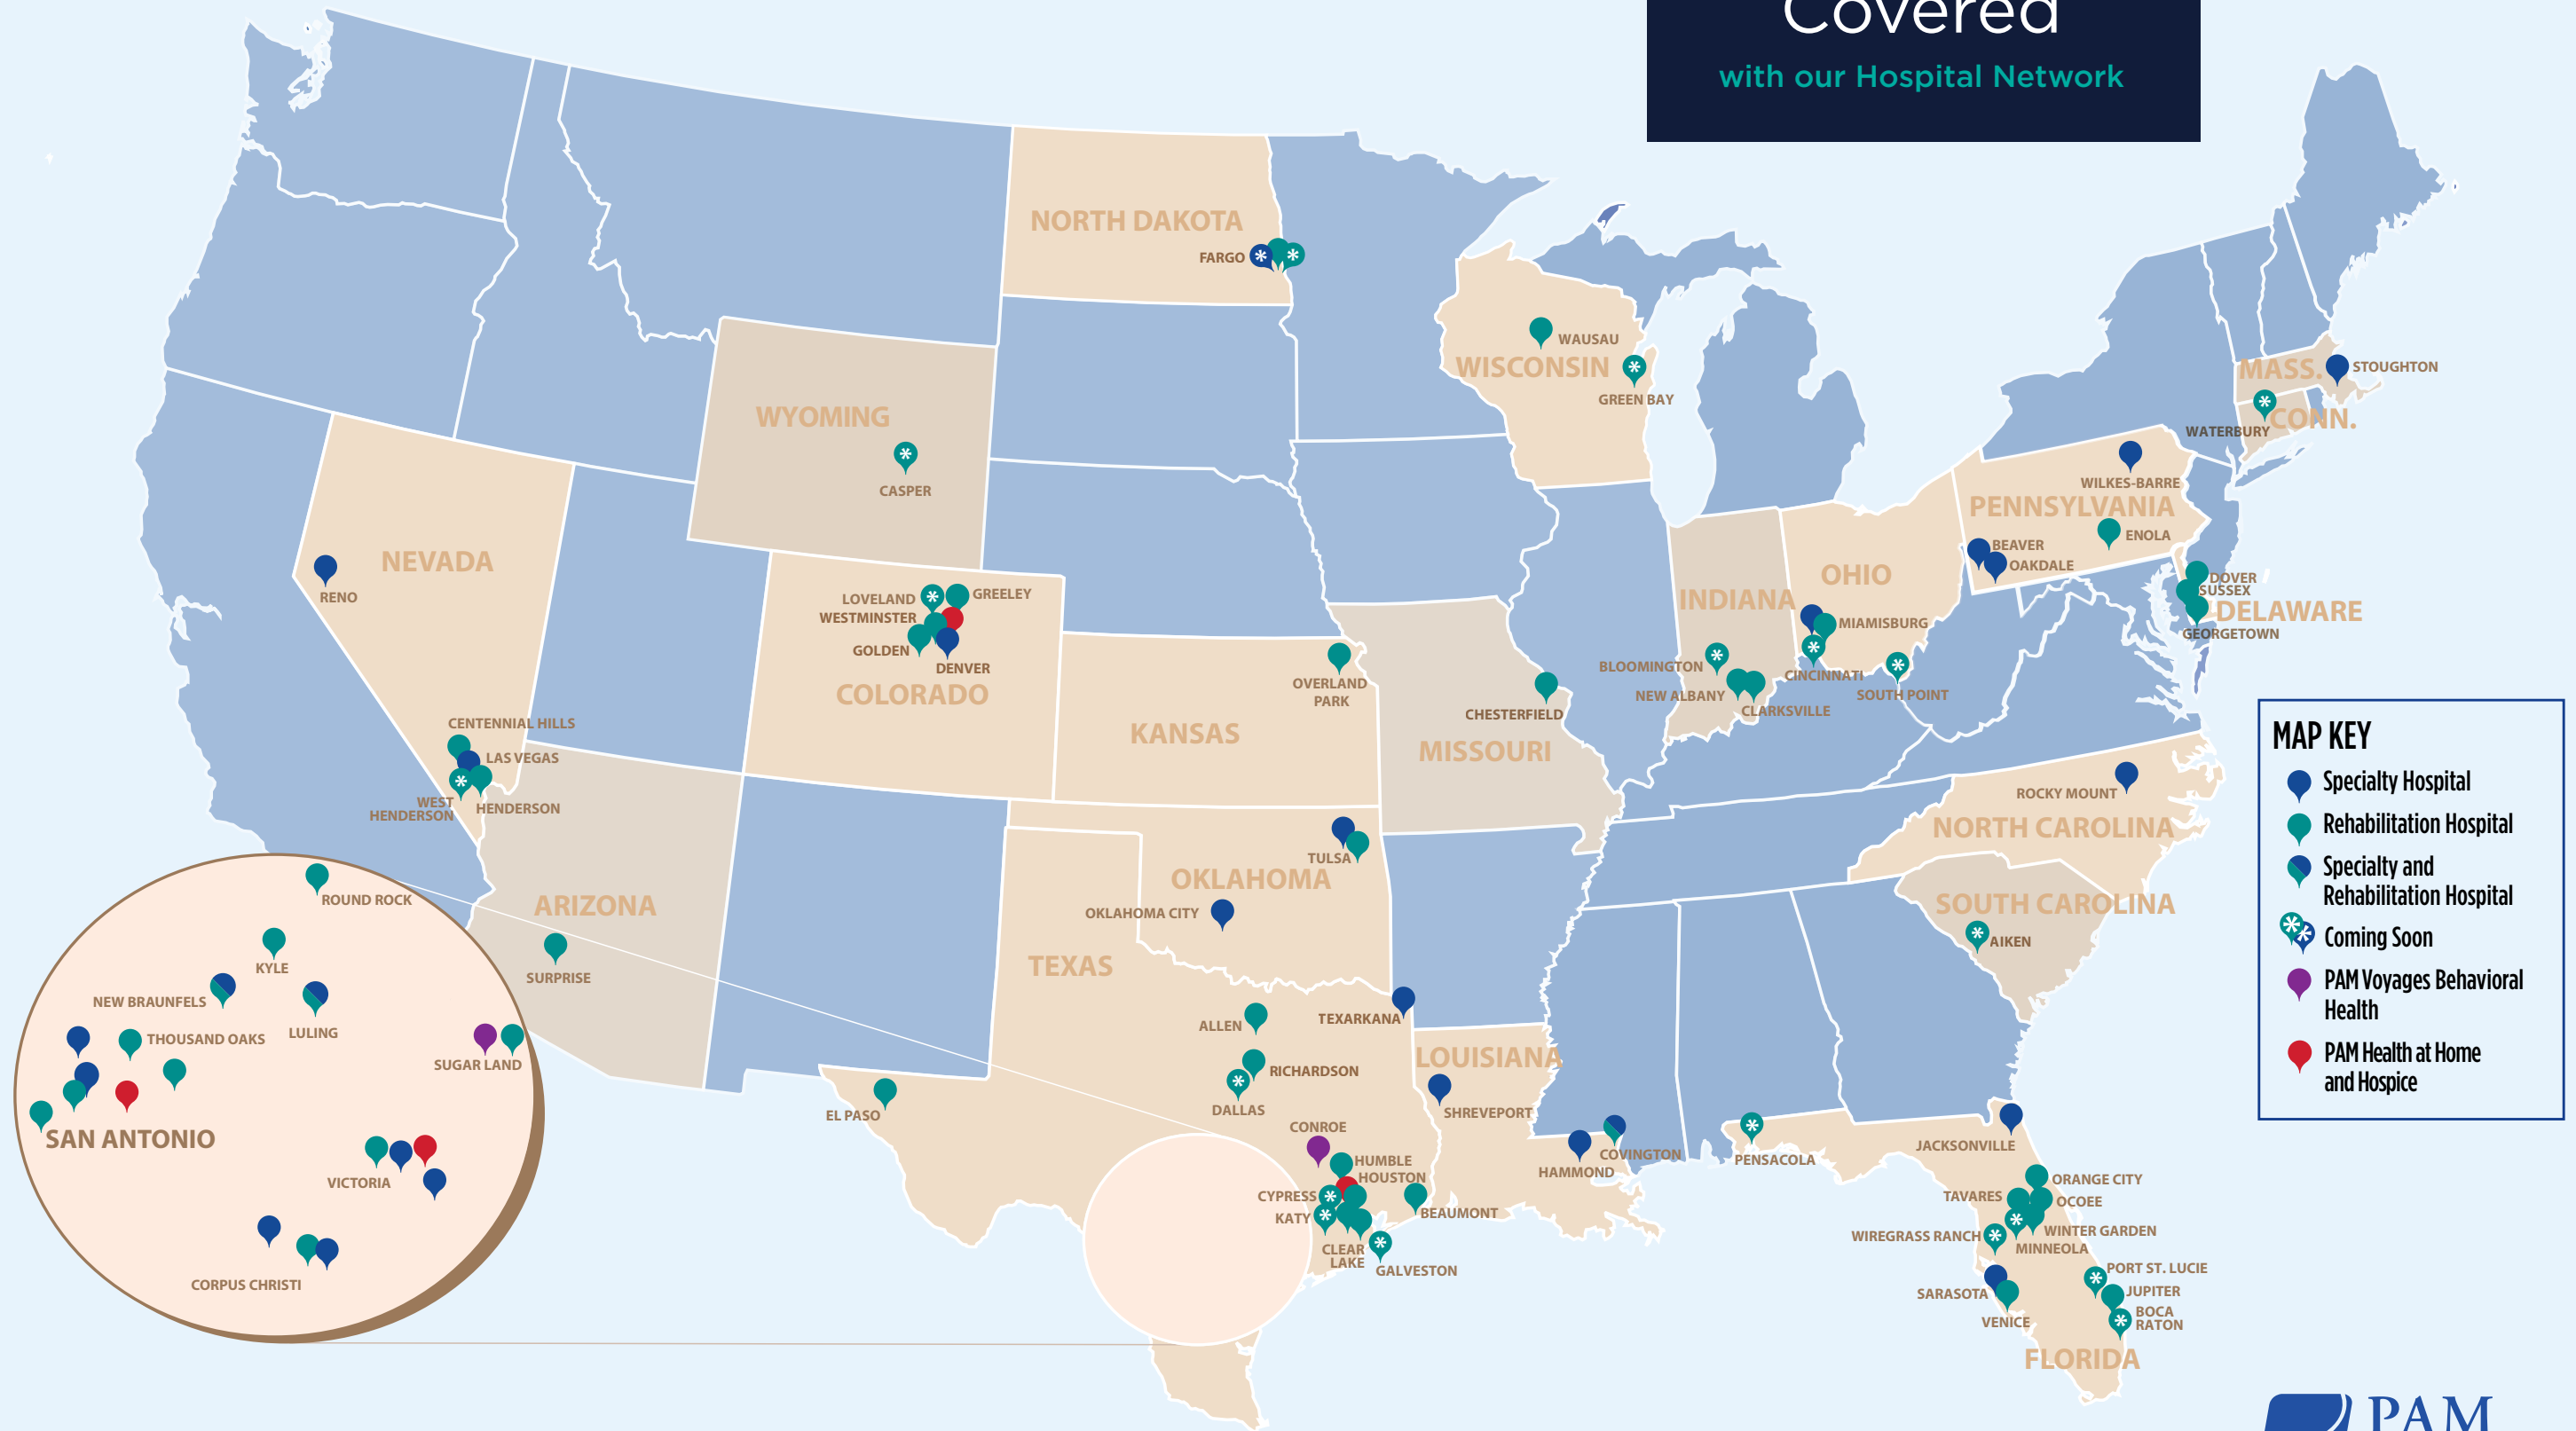 Covered
with our Hospital Network
NORTH DAKOTA
FARGO
WAUSAU
WISCONSIN
GREEN BAY
MASS.
STOUGHTON
CONN.
WATERBURY
WYOMING
CASPER
WILKES-BARRE
PENNSYLVANIA
ENOLA
BEAVER
OAKDALE
NEVADA
RENO
DOVER
SUSSEX
DELAWARE
GEORGETOWN
LOVELAND
GREELEY
WESTMINSTER
GOLDEN
DENVER
COLORADO
OHIO
INDIANA
MIAMISBURG
BLOOMINGTON
CINCINNATI
NEW ALBANY
SOUTH POINT
CLARKSVILLE
OVERLAND
PARK
KANSAS
CHESTERFIELD
MISSOURI
CENTENNIAL HILLS
LAS VEGAS
WEST
HENDERSON
HENDERSON
MAP KEY
Specialty Hospital
Rehabilitation Hospital
Specialty and
Rehabilitation Hospital
Coming Soon
PAM Voyages Behavioral
Health
PAM Health at Home
and Hospice
ROCKY MOUNT
NORTH CAROLINA
SOUTH CAROLINA
AIKEN
TULSA
OKLAHOMA
OKLAHOMA CITY
ARIZONA
SURPRISE
TEXAS
ALLEN
TEXARKANA
RICHARDSON
DALLAS
EL PASO
LOUISIANA
SHREVEPORT
CONROE
HUMBLE
HOUSTON
CYPRESS
KATY
BEAUMONT
CLEAR
LAKE
GALVESTON
HAMMOND
COVINGTON
PENSACOLA
JACKSONVILLE
ORANGE CITY
TAVARES
OCOEE
WIREGRASS RANCH
WINTER GARDEN
MINNEOLA
PORT ST. LUCIE
SARASOTA
JUPITER
BOCA
RATON
VENICE
FLORIDA
ROUND ROCK
KYLE
NEW BRAUNFELS
LULING
THOUSAND OAKS
SUGAR LAND
SAN ANTONIO
VICTORIA
CORPUS CHRISTI
PAM